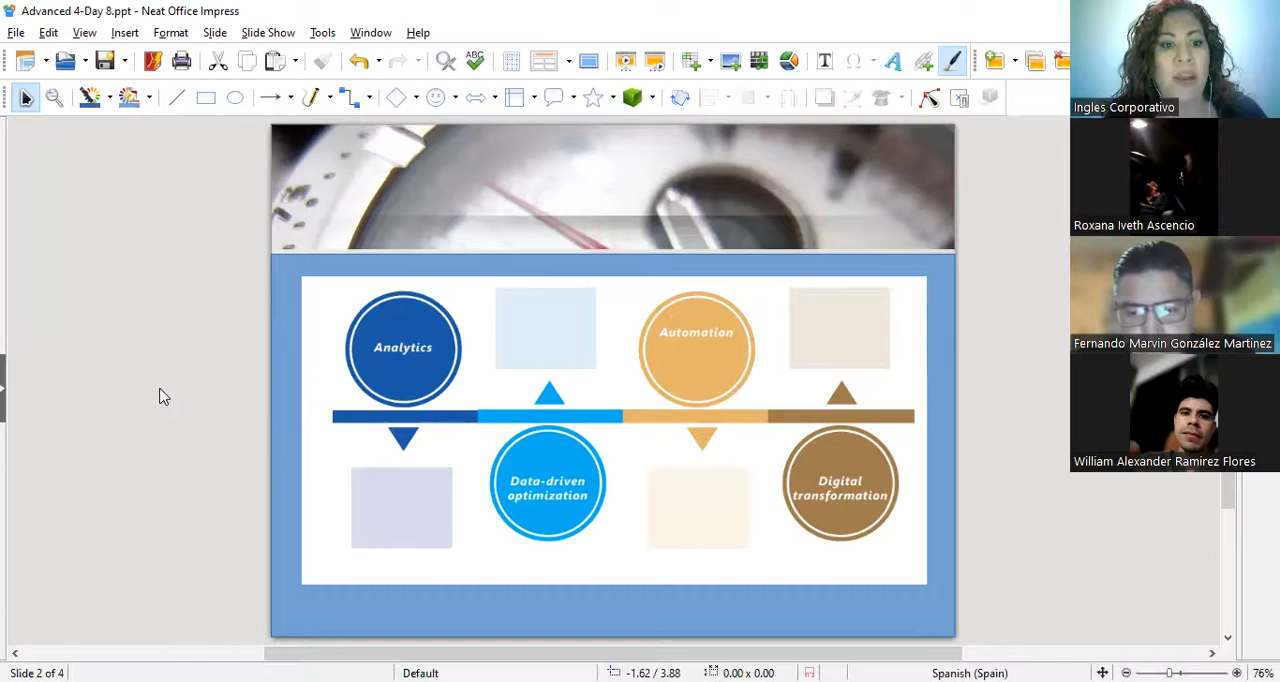 Advanced 4-Day 8.ppt - Neat Office Impress
File Edit View Insert Format Slide Slide Show Tools Window Help
ABC
T
Ω
A
Ingles Corporativo
Roxana Iveth Ascencio
Fernando Marvin González Martinez
William Alexander Ramirez Flores
Analytics
Automation
Data-driven
optimization
Digital
transformation
Slide 2 of 4
Default
-1.62 / 3.88
0.00 x 0.00
Spanish (Spain)
76%